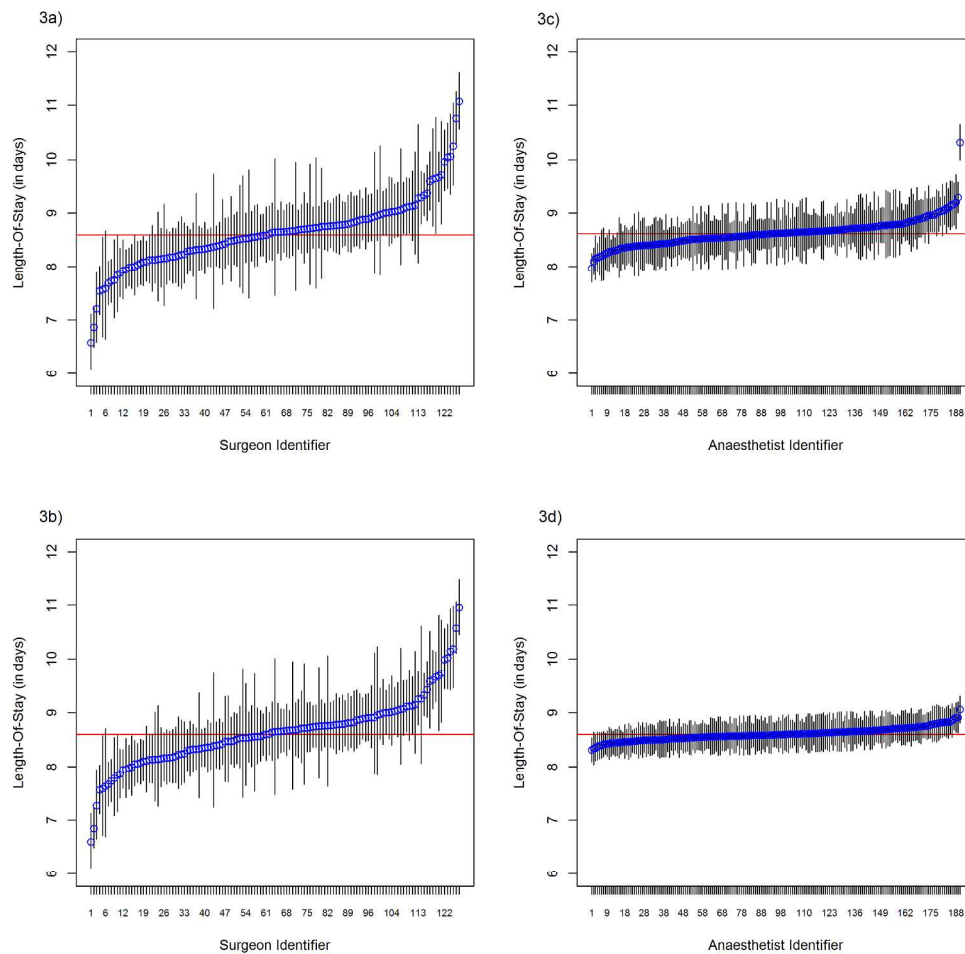 3a)
12
11
10
9
8
7
6
Length-Of-Stay (in days)
1 6 12 19 26 33 40 47 54 61 68 75 82 89 96 104 113 122
Surgeon Identifier
3c)
12
11
10
9
8
7
6
Length-Of-Stay (in days)
1 9 18 28 38 48 58 68 78 88 99 110 123 136 149 162 175 188
Anaesthetist Identifier
3b)
12
11
10
9
8
7
6
Length-Of-Stay (in days)
1 6 12 19 26 33 40 47 54 61 68 75 82 89 96 104 113 122
Surgeon Identifier
3d)
12
11
10
9
8
7
6
Length-Of-Stay (in days)
1 9 18 28 38 48 58 68 78 88 99 110 123 136 149 162 175 188
Anaesthetist Identifier